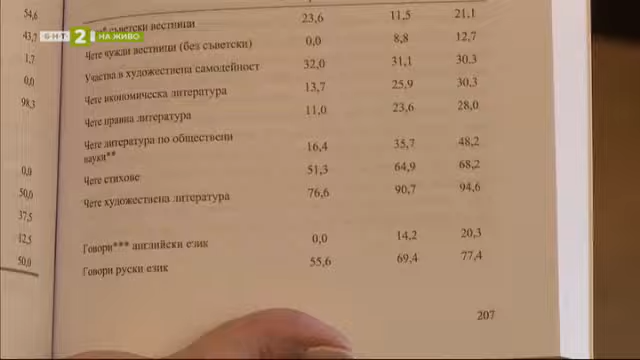 54,6
43,7
1,7
0,0
98,3
0,0
50,0
37,5
12,5
50,0
БНТ 2 НА ЖИВО
съветски вестници 23,6 11,5 21,1
Чете чужди вестници (без съветски) 0,0 8,8 12,7
Участва в художествена самодейност 32,0 31,1 30.3
Чете икономическа литература 13,7 25,9 30,3
Чете правна литература 11,0 23,6 28,0
Чете литература по обществени
науки** 16,4 35,7 48,2
Чете стихове 51,3 64,9 68,2
Чете художествена литература 76,6 90,7 94,6
Говори*** английски език 0,0 14,2 20,3
Говори руски език 55,6 69,4 77,4
207